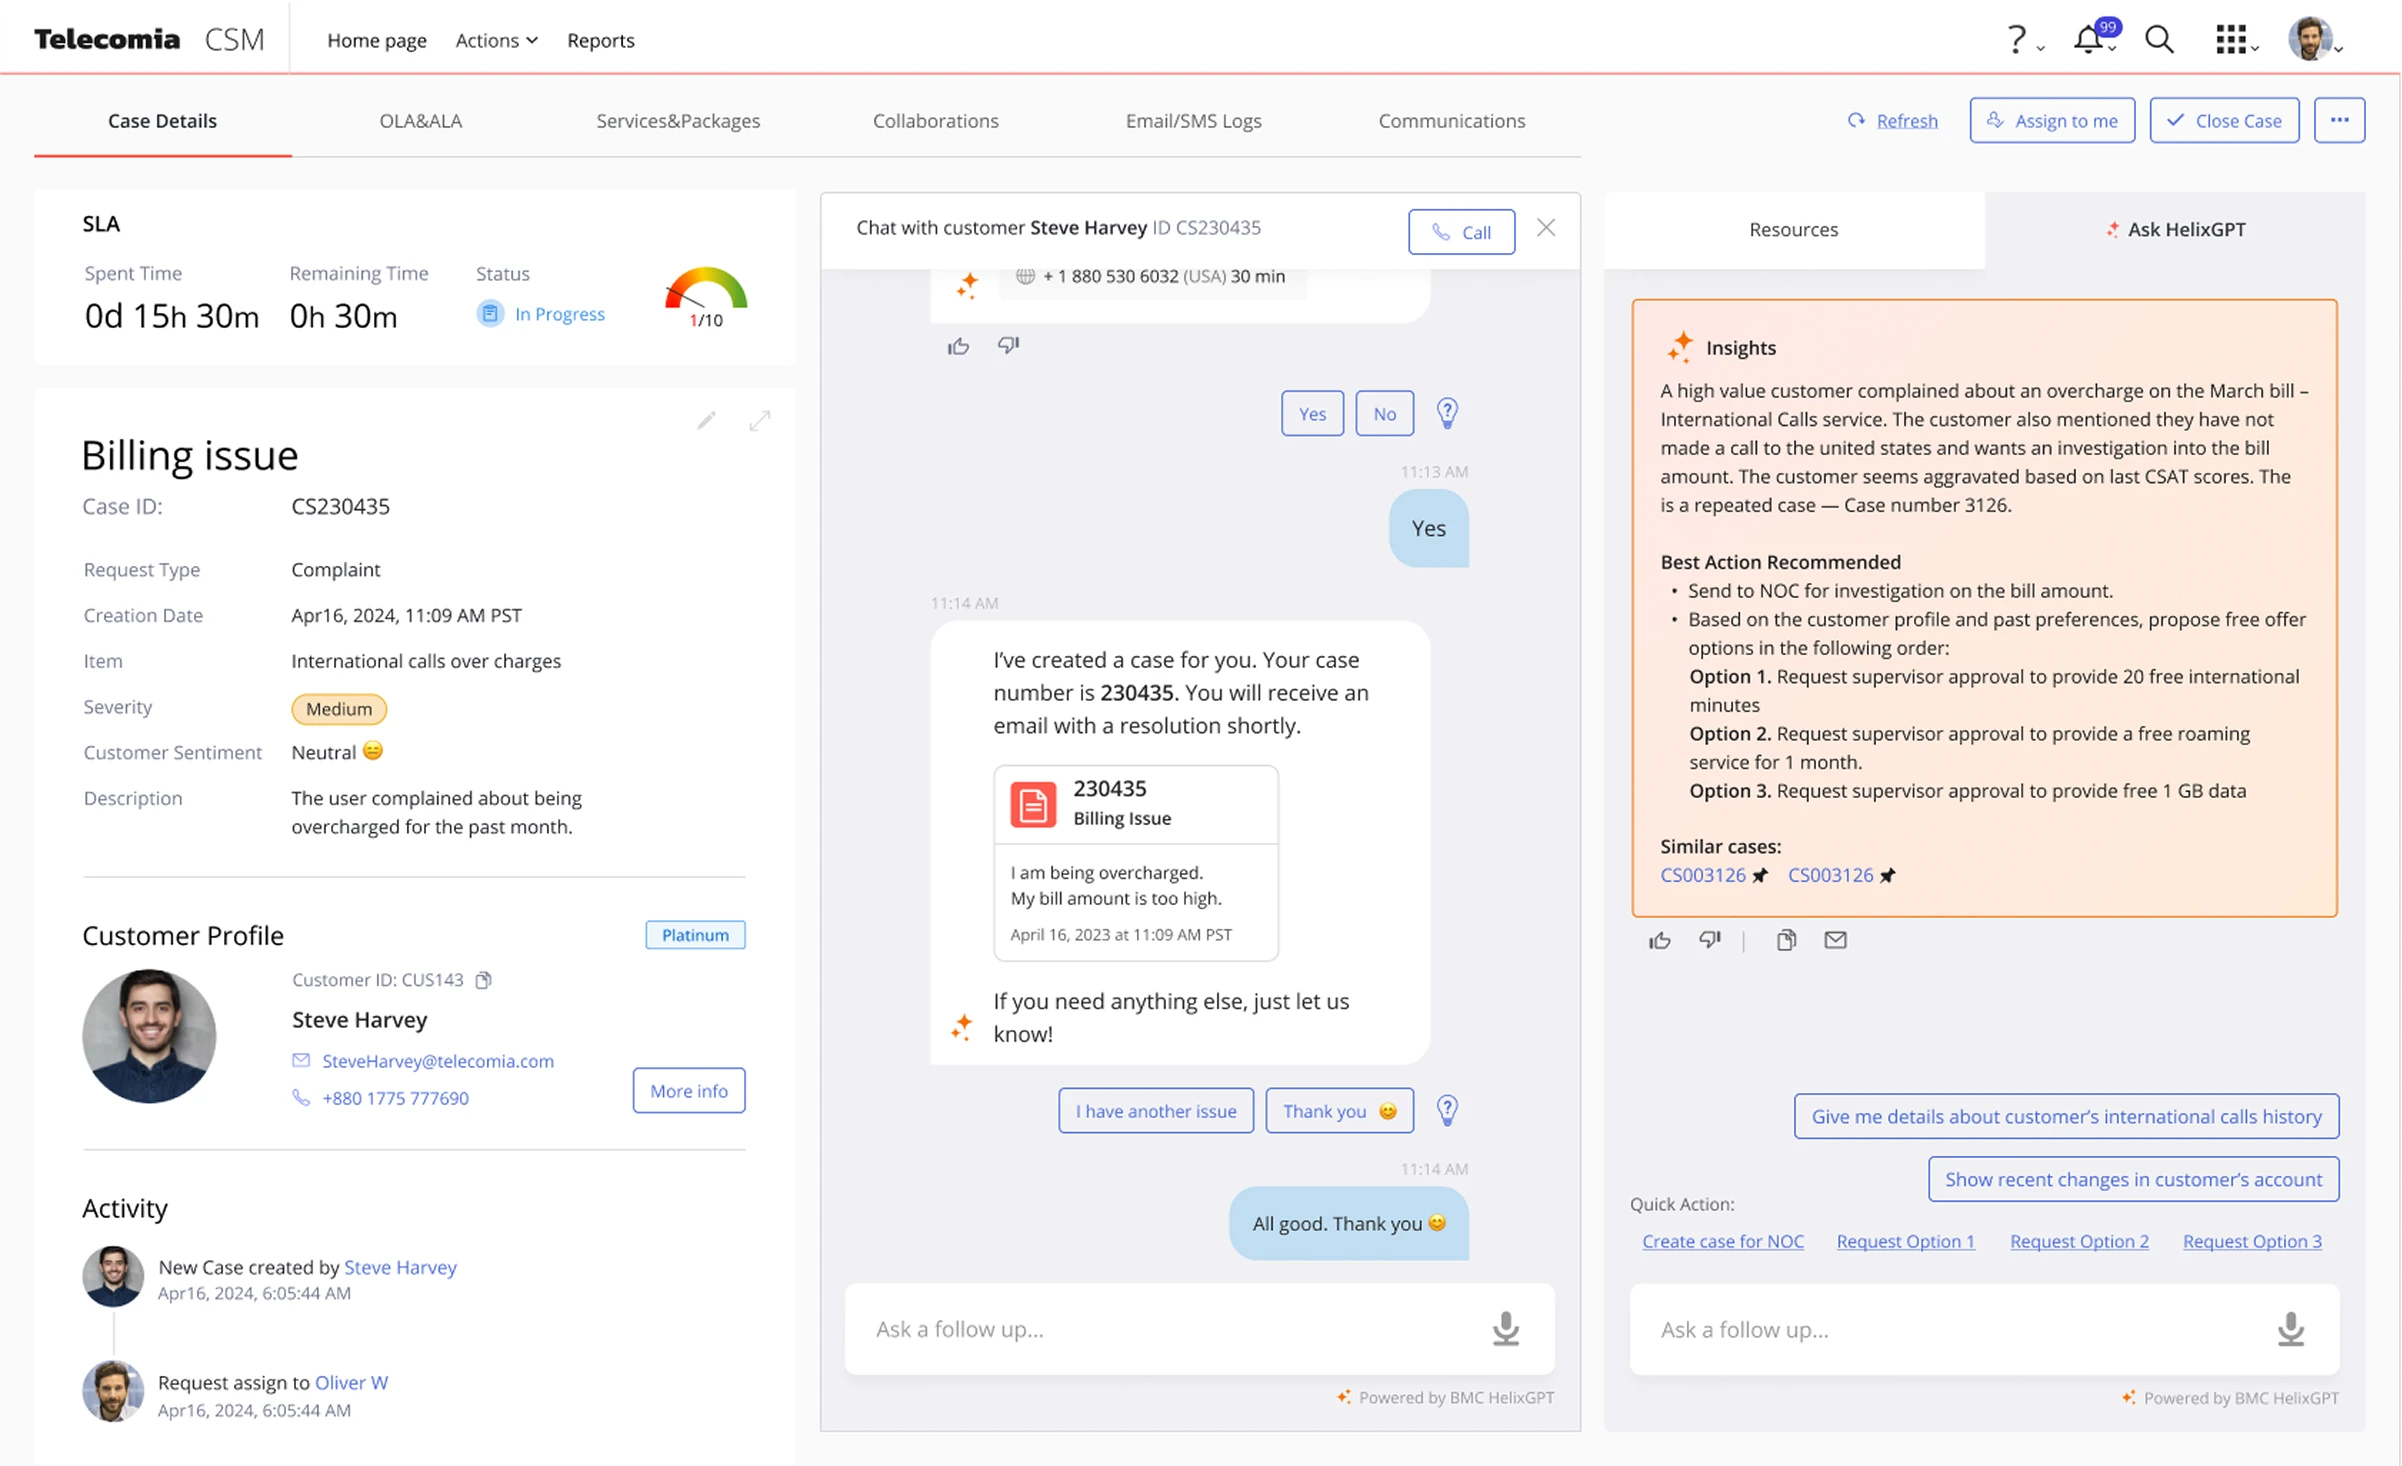 Telecomia CSM
Home page Actions Reports
99
Case Details OLA&ALA Services&Packages Collaborations Email/SMS Logs Communications
Refresh Assign to me Close Case
SLA
Spent Time Remaining Time Status
0d 15h 30m 0h 30m In Progress
1/10
Billing issue
Case ID: CS230435
Request Type Complaint
Creation Date Apr16, 2024, 11:09 AM PST
Item International calls over charges
Severity Medium
Customer Sentiment Neutral 😑
Description The user complained about being
overcharged for the past month.
Customer Profile Platinum
Customer ID: CUS143
Steve Harvey
SteveHarvey@telecomia.com
+880 1775 777690
More info
Activity
New Case created by Steve Harvey
Apr16, 2024, 6:05:44 AM
Request assign to Oliver W
Apr16, 2024, 6:05:44 AM
Chat with customer Steve Harvey ID CS230435
Call
+ 1 880 530 6032 (USA) 30 min
Yes No
11:13 AM
Yes
11:14 AM
I’ve created a case for you. Your case
number is 230435. You will receive an
email with a resolution shortly.
230435
Billing Issue
I am being overcharged.
My bill amount is too high.
April 16, 2023 at 11:09 AM PST
If you need anything else, just let us
know!
I have another issue Thank you 😊
11:14 AM
All good. Thank you 😊
Ask a follow up...
Powered by BMC HelixGPT
Resources Ask HelixGPT
Insights
A high value customer complained about an overcharge on the March bill –
International Calls service. The customer also mentioned they have not
made a call to the united states and wants an investigation into the bill
amount. The customer seems aggravated based on last CSAT scores. The
is a repeated case — Case number 3126.
Best Action Recommended
• Send to NOC for investigation on the bill amount.
• Based on the customer profile and past preferences, propose free offer
options in the following order:
Option 1. Request supervisor approval to provide 20 free international
minutes
Option 2. Request supervisor approval to provide a free roaming
service for 1 month.
Option 3. Request supervisor approval to provide free 1 GB data
Similar cases:
CS003126 CS003126
Give me details about customer’s international calls history
Show recent changes in customer’s account
Quick Action:
Create case for NOC Request Option 1 Request Option 2 Request Option 3
Ask a follow up...
Powered by BMC HelixGPT